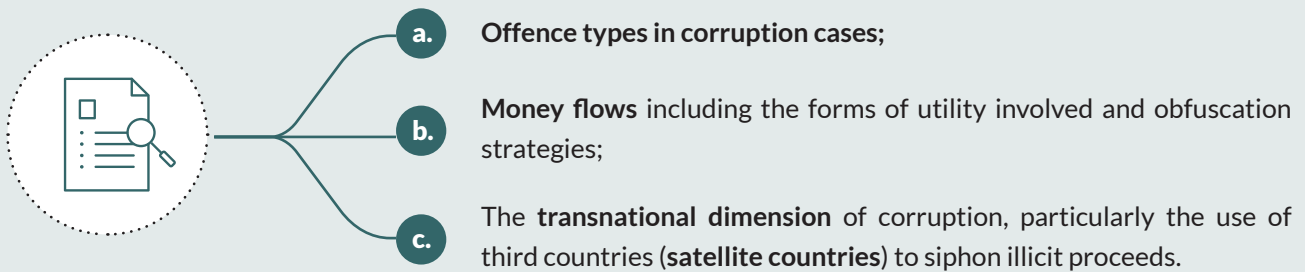 a. Offence types in corruption cases;
b. Money flows including the forms of utility involved and obfuscation
strategies;
c. The transnational dimension of corruption, particularly the use of
third countries (satellite countries) to siphon illicit proceeds.